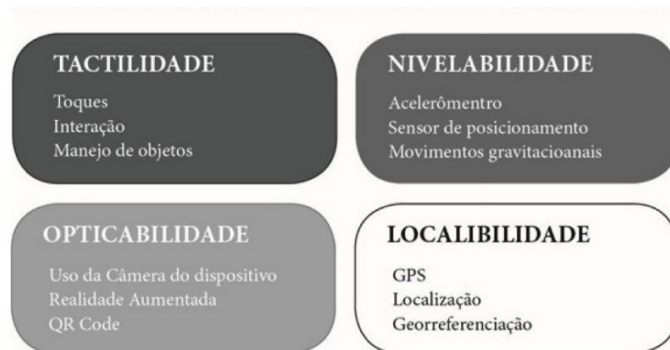 TACTILIDADE
Toques
Interação
Manejo de objetos
NIVELABILIDADE
Acelerômentro
Sensor de posicionamento
Movimentos gravitacioanais
OPTICABILIDADE
Uso da Câmera do dispositivo
Realidade Aumentada
QR Code
LOCALIBILIDADE
GPS
Localização
Georreferenciação